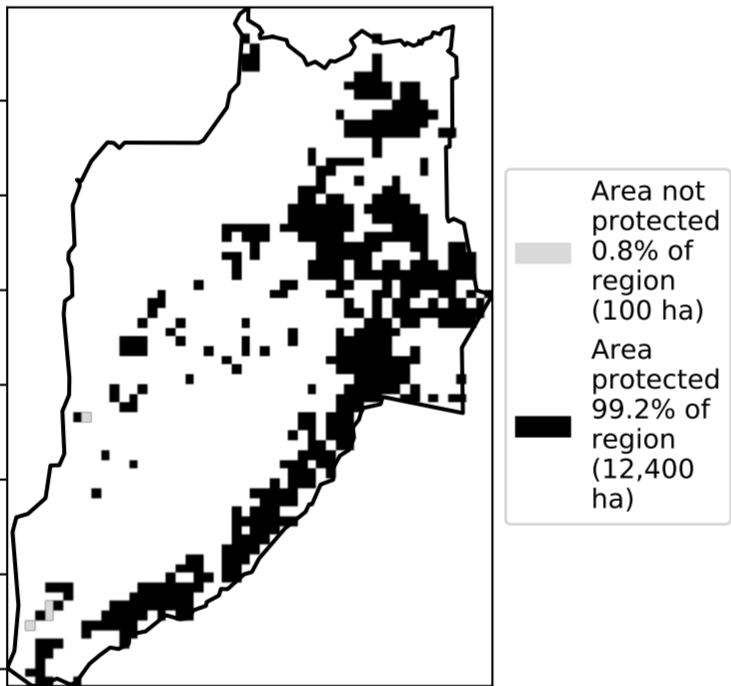 Area not
protected
0.8% of
region
(100 ha)
Area
protected
99.2% of
region
(12,400
ha)